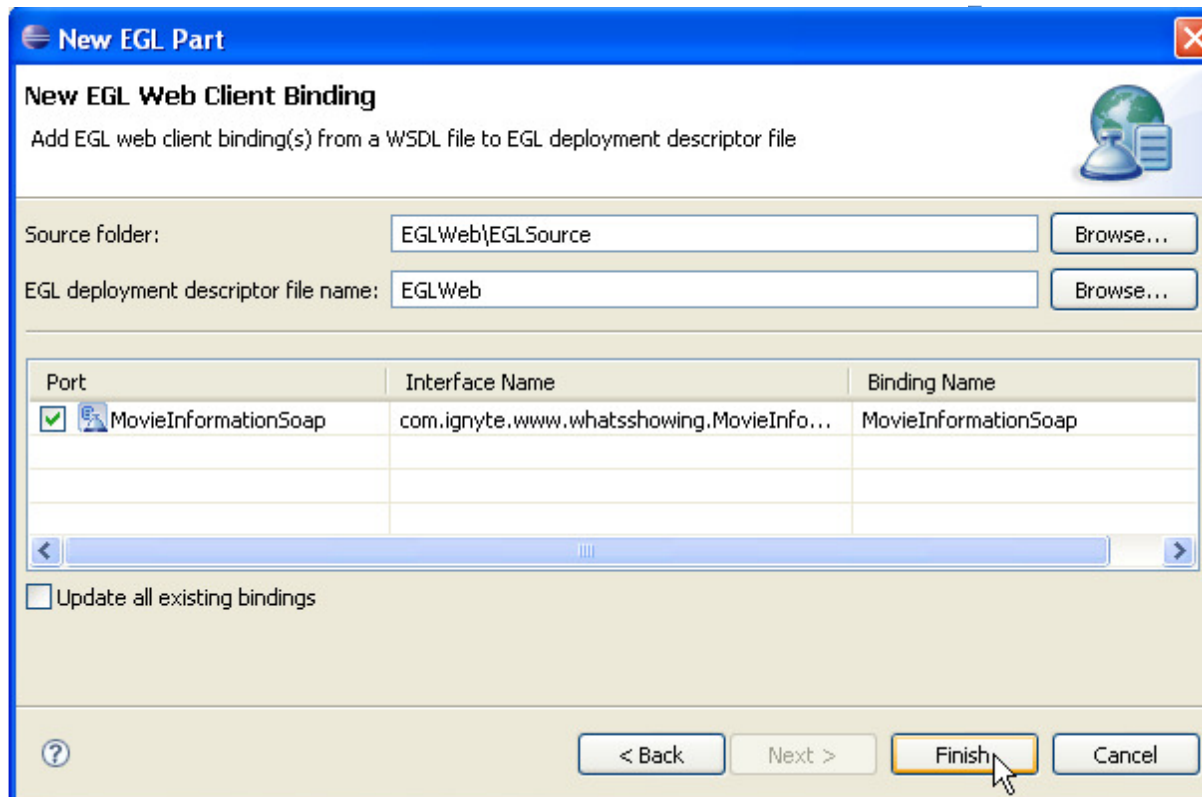 New EGL Part
New EGL Web Client Binding
Add EGL web client binding(s) from a WSDL file to EGL deployment descriptor file
Source folder: EGLWeb\EGLSource Browse...
EGL deployment descriptor file name: EGLWeb Browse...
Port Interface Name Binding Name
MovieInformationSoap com.ignyte.www.whatsshowing.MovieInfo... MovieInformationSoap
Update all existing bindings
? < Back Next > Finish Cancel